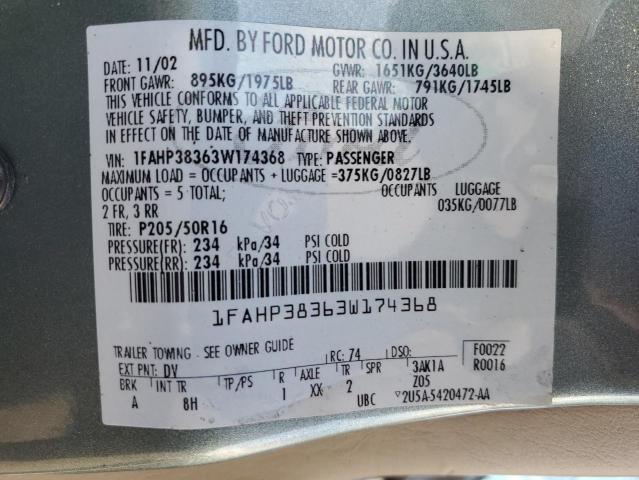 MFD. BY FORD MOTOR CO. IN U.S.A.
DATE: 11/02 GVWR: 1651KG/3640LB
FRONT GAWR: 895KG/1975LB REAR GAWR: 791KG/1745LB
THIS VEHICLE CONFORMS TO ALL APPLICABLE FEDERAL MOTOR
VEHICLE SAFETY, BUMPER, AND THEFT PREVENTION STANDARDS
IN EFFECT ON THE DATE OF MANUFACTURE SHOWN ABOVE.
VIN: 1FAHP38363W174368 TYPE: PASSENGER
MAXIMUM LOAD = OCCUPANTS + LUGGAGE = 375KG/0827LB
OCCUPANTS = 5 TOTAL; OCCUPANTS LUGGAGE
2 FR, 3 RR 035KG/0077LB
TIRE: P205/50R16
PRESSURE(FR): 234 kPa/34 PSI COLD
PRESSURE(RR): 234 kPa/34 PSI COLD
1FAHP38363W174368
TRAILER TOWING - SEE OWNER GUIDE
EXT PNT: DV RC: 74 DSO: F0022
BRK INT TR TP/PS R AXLE TR SPR 3AK1A R0016
A 8H 1 XX 2 Z05
UBC 2U5A-5420472-AA